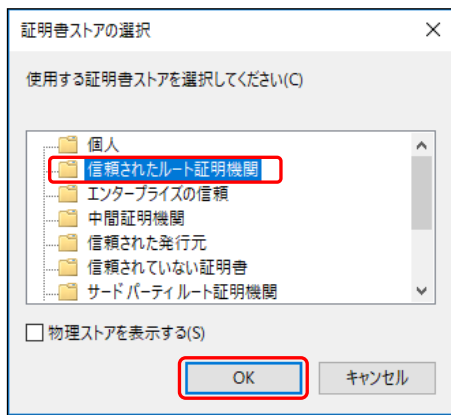 証明書ストアの選択
使用する証明書ストアを選択してください(C)
個人
信頼されたルート証明機関
エンタープライズの信頼
中間証明機関
信頼された発行元
信頼されていない証明書
サードパーティルート証明機関
物理ストアを表示する(S)
OK
キャンセル